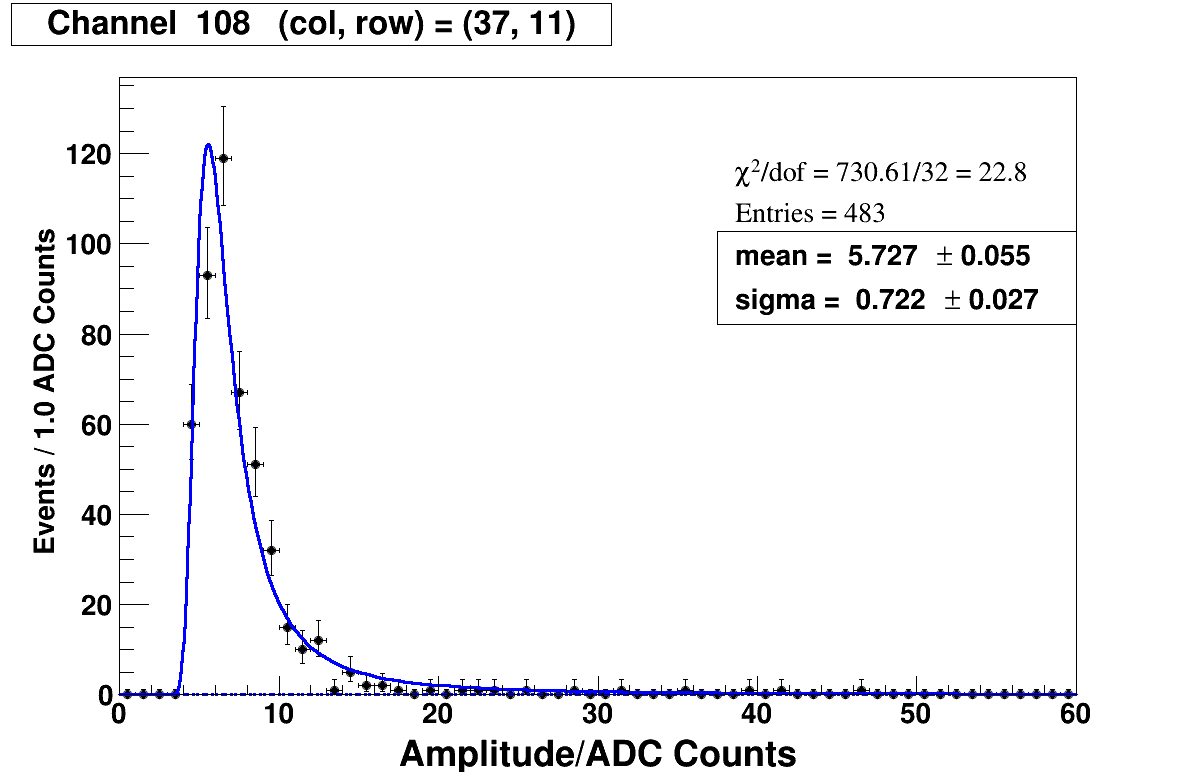 Channel 108 (col, row) = (37, 11)
χ²/dof = 730.61/32 = 22.8
Entries = 483
mean = 5.727 ± 0.055
sigma = 0.722 ± 0.027
Events / 1.0 ADC Counts
120
100
80
60
40
20
0
0 10 20 30 40 50 60
Amplitude/ADC Counts